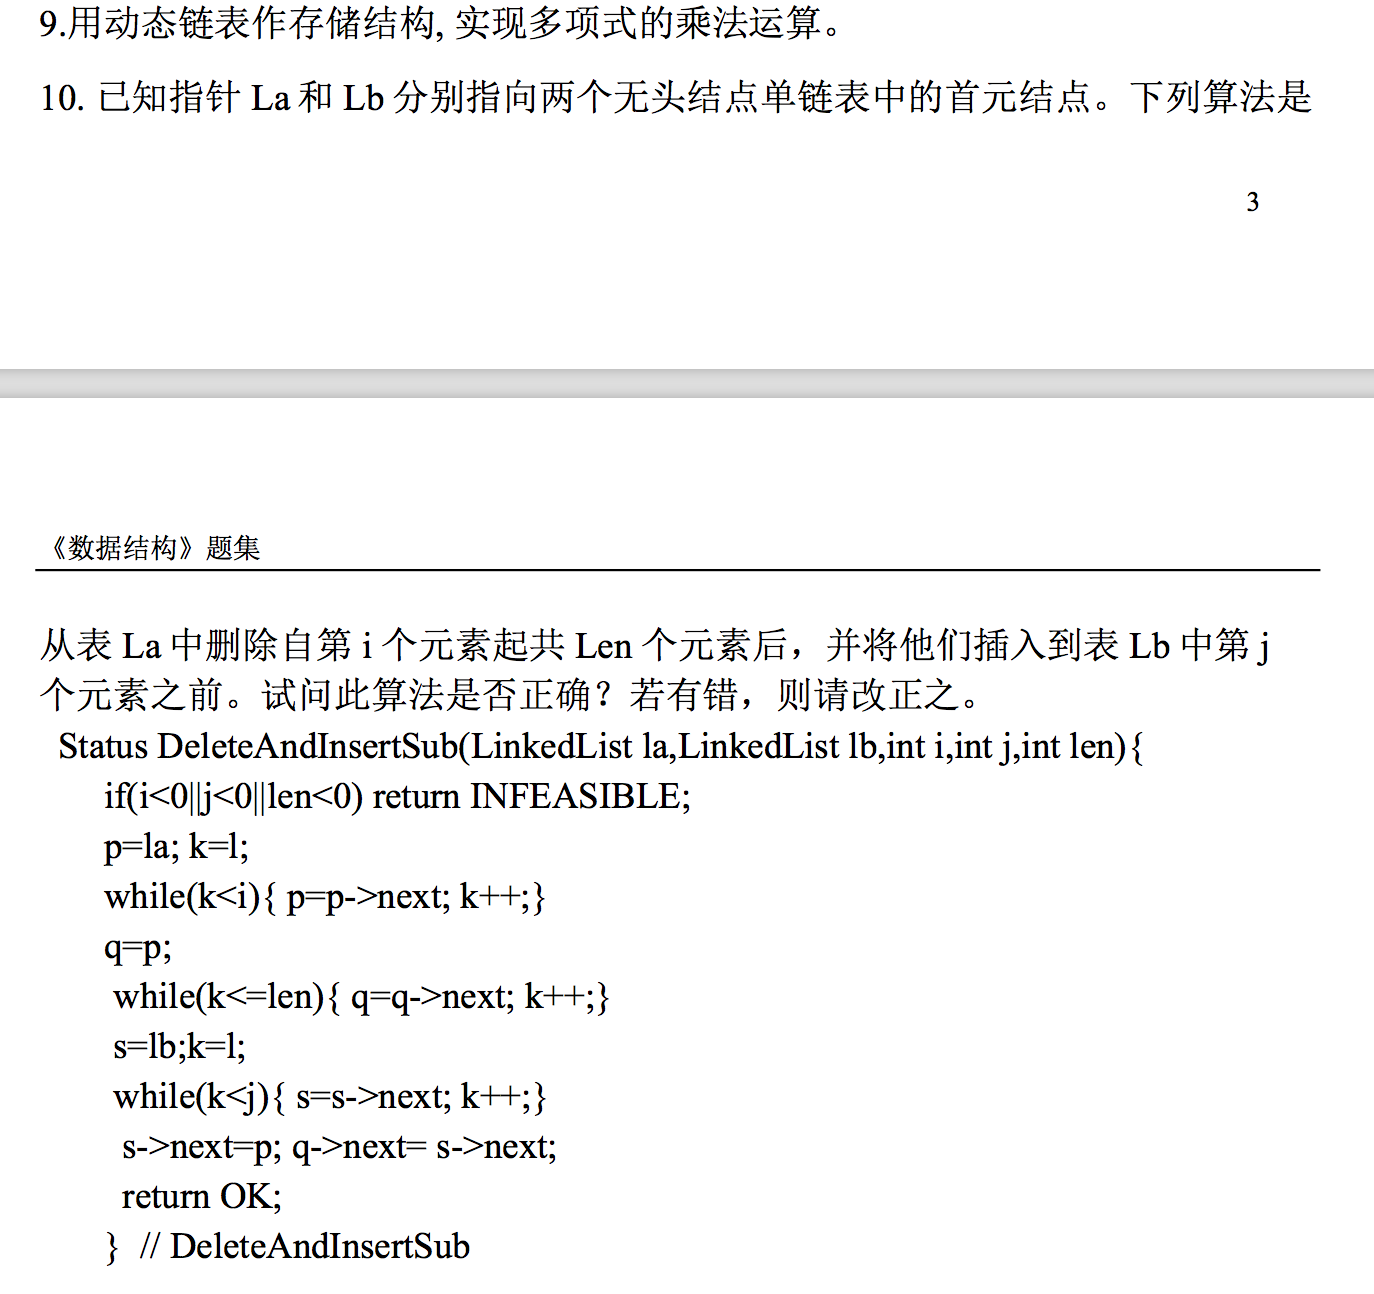 9.用动态链表作存储结构, 实现多项式的乘法运算。
10. 已知指针 La 和 Lb 分别指向两个无头结点单链表中的首元结点。下列算法是
3
《数据结构》题集
从表 La 中删除自第 i 个元素起共 Len 个元素后，并将他们插入到表 Lb 中第 j
个元素之前。试问此算法是否正确？若有错，则请改正之。
Status DeleteAndInsertSub(LinkedList la,LinkedList lb,int i,int j,int len){
if(i<0||j<0||len<0) return INFEASIBLE;
p=la; k=l;
while(k<i){ p=p->next; k++;}
q=p;
while(k<=len){ q=q->next; k++;}
s=lb;k=l;
while(k<j){ s=s->next; k++;}
s->next=p; q->next= s->next;
return OK;
} // DeleteAndInsertSub